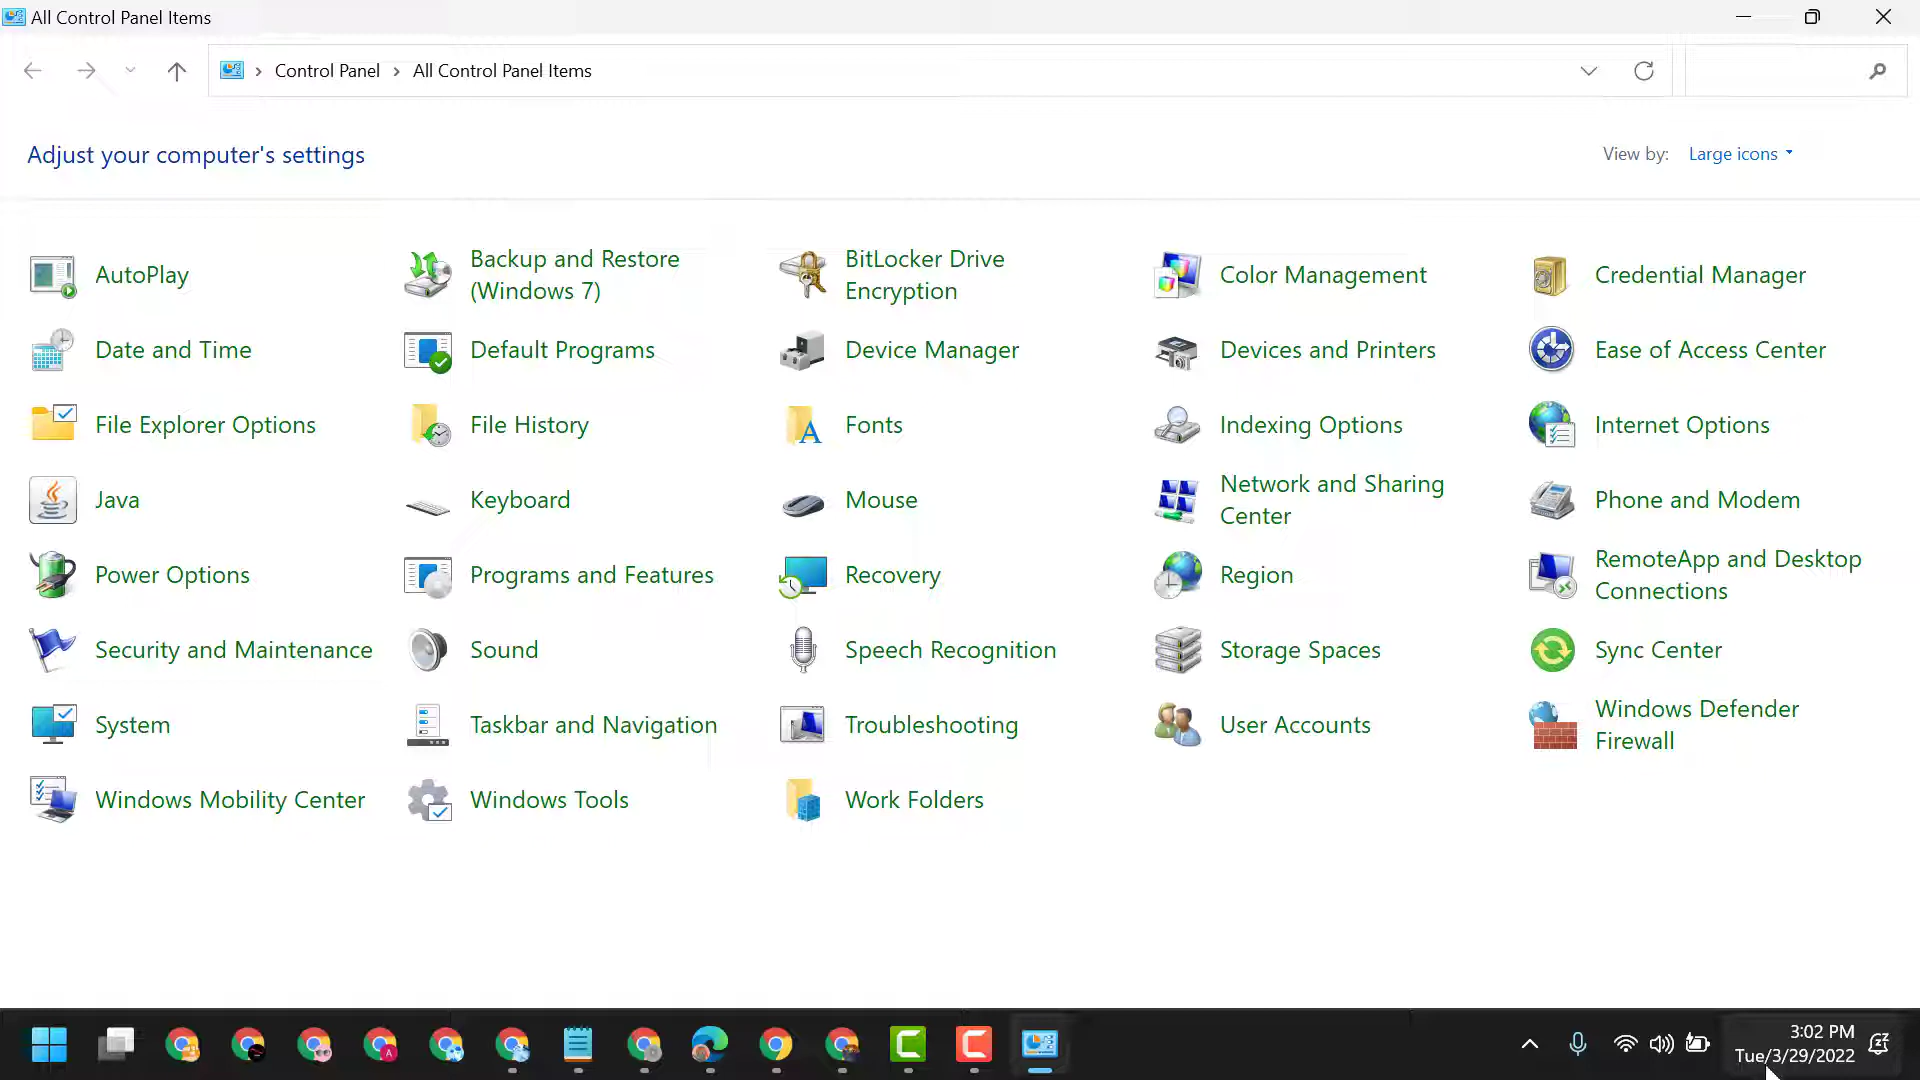 All Control Panel Items
Control Panel
All Control Panel Items
Adjust your computer's settings
View by:
Large icons
AutoPlay
Backup and Restore
(Windows 7)
BitLocker Drive
Encryption
Color Management
Credential Manager
Date and Time
Default Programs
Device Manager
Devices and Printers
Ease of Access Center
File Explorer Options
File History
Fonts
Indexing Options
Internet Options
Java
Keyboard
Mouse
Network and Sharing
Center
Phone and Modem
Power Options
Programs and Features
Recovery
Region
RemoteApp and Desktop
Connections
Security and Maintenance
Sound
Speech Recognition
Storage Spaces
Sync Center
System
Taskbar and Navigation
Troubleshooting
User Accounts
Windows Defender
Firewall
Windows Mobility Center
Windows Tools
Work Folders
3:02 PM
Tue/3/29/2022